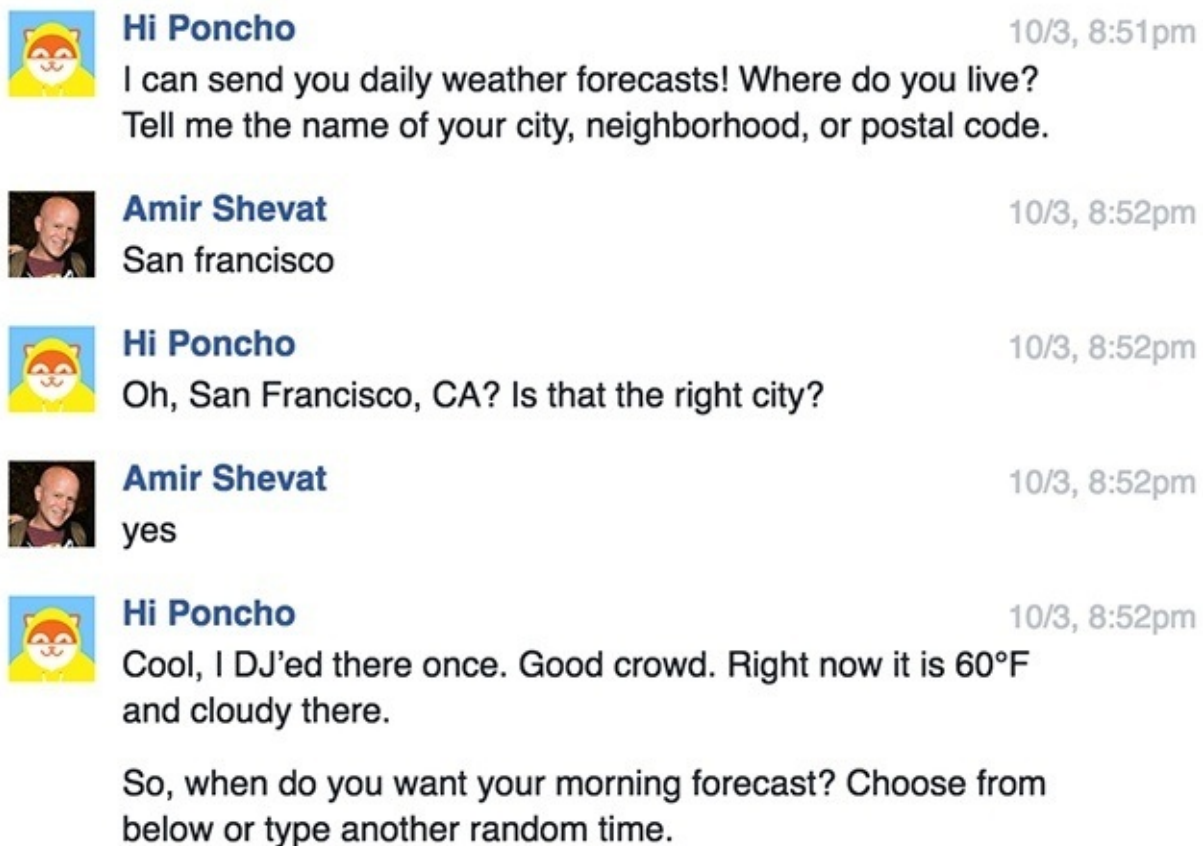 Hi Poncho 10/3, 8:51pm
I can send you daily weather forecasts! Where do you live?
Tell me the name of your city, neighborhood, or postal code.
Amir Shevat 10/3, 8:52pm
San francisco
Hi Poncho 10/3, 8:52pm
Oh, San Francisco, CA? Is that the right city?
Amir Shevat 10/3, 8:52pm
yes
Hi Poncho 10/3, 8:52pm
Cool, I DJ’ed there once. Good crowd. Right now it is 60°F
and cloudy there.
So, when do you want your morning forecast? Choose from
below or type another random time.